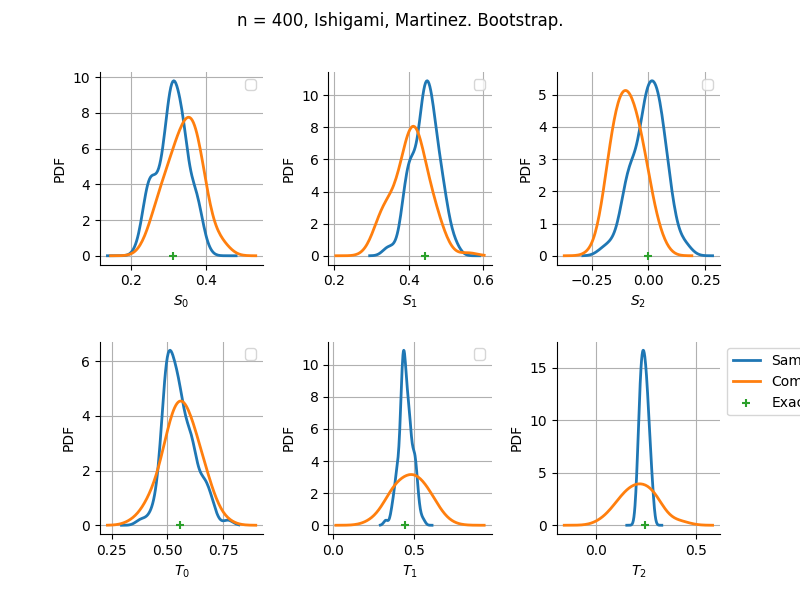 n = 400, Ishigami, Martinez. Bootstrap.
PDF
10
8
6
4
2
0
0.2 0.4
S0
PDF
10
8
6
4
2
0
0.2 0.4 0.6
S1
PDF
5
4
3
2
1
0
−0.25 0.00 0.25
S2
PDF
6
4
2
0
0.25 0.50 0.75
T0
PDF
10
8
6
4
2
0
0.0 0.5
T1
PDF
15
10
5
0
0.0 0.5
T2
Sam
Com
Exac